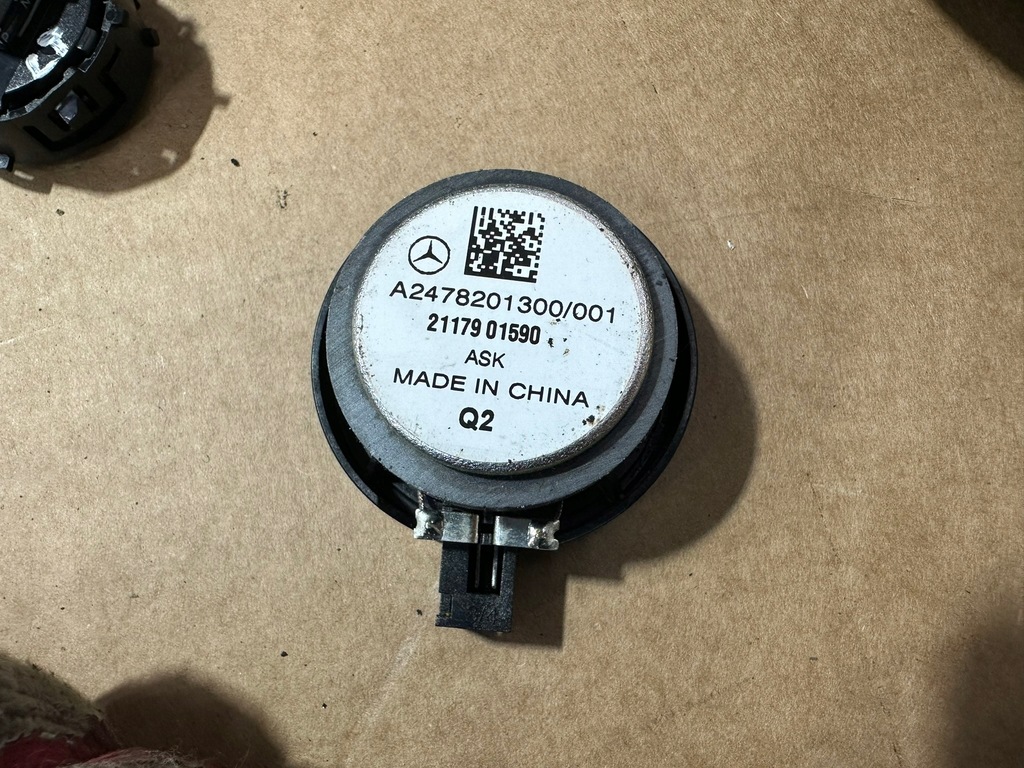 A2478201300/001
21179 01590
ASK
MADE IN CHINA
Q2